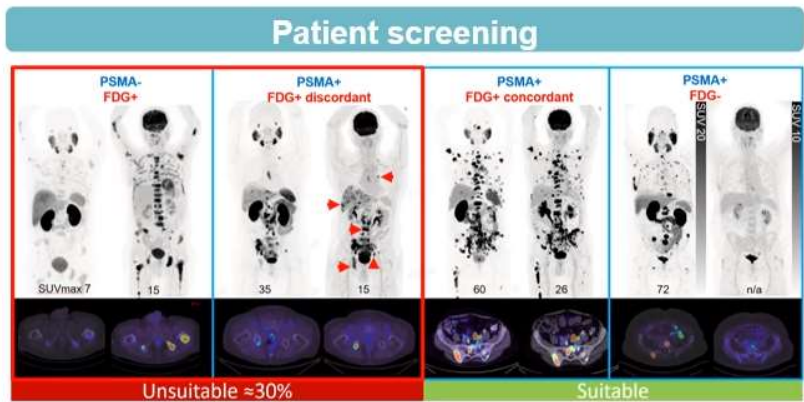 Patient screening
PSMA-
FDG+
PSMA+
FDG+ discordant
PSMA+
FDG+ concordant
PSMA+
FDG-
SUV 20
SUV 10
SUVmax 7
15
35
15
60
26
72
n/a
Unsuitable ≈30%
Suitable